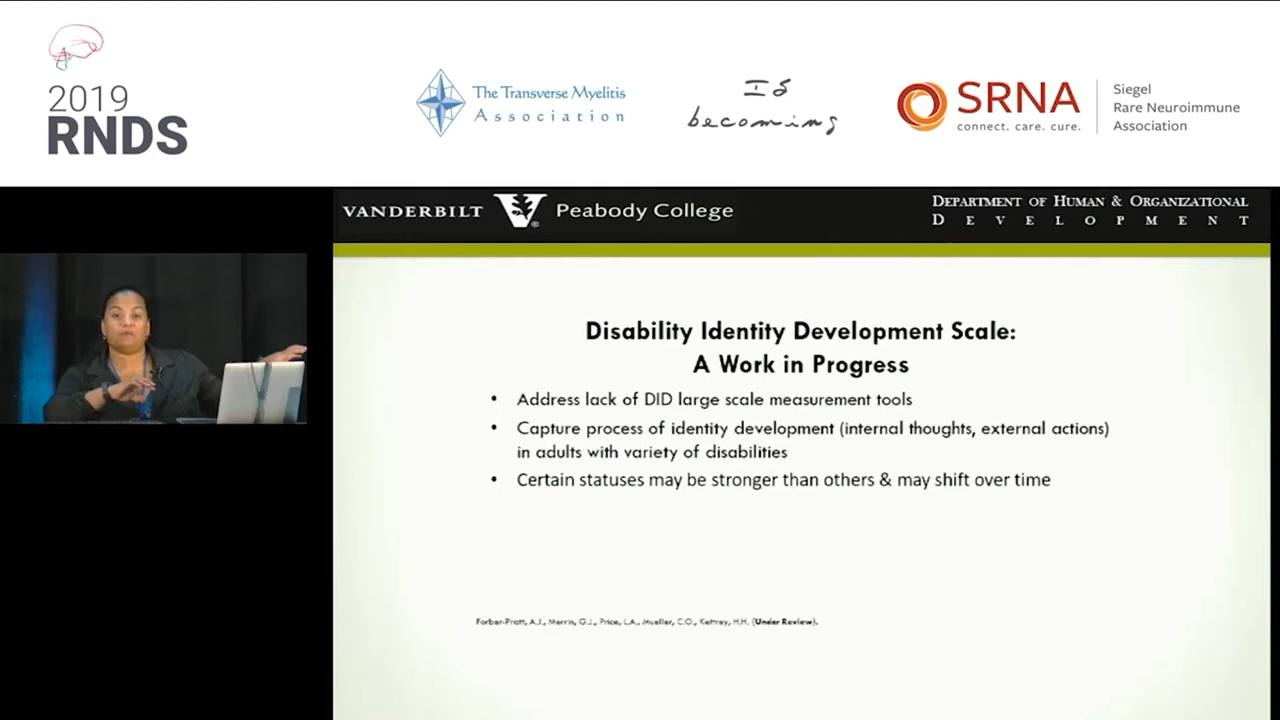 2019
RNDS
The Transverse Myelitis
Association
Is
becoming
SRNA
connect. care. cure.
Siegel
Rare Neuroimmune
Association
VANDERBILT V® Peabody College
DEPARTMENT OF HUMAN & ORGANIZATIONAL
DEVELOPMENT
Disability Identity Development Scale:
A Work in Progress
• Address lack of DID large scale measurement tools
• Capture process of identity development (internal thoughts, external actions)
in adults with variety of disabilities
• Certain statuses may be stronger than others & may shift over time
Forber-Pratt, A.J., Merrin, G.J., Price, L.A., Mueller, C.O., Kettrey, H.H. (Under Review).